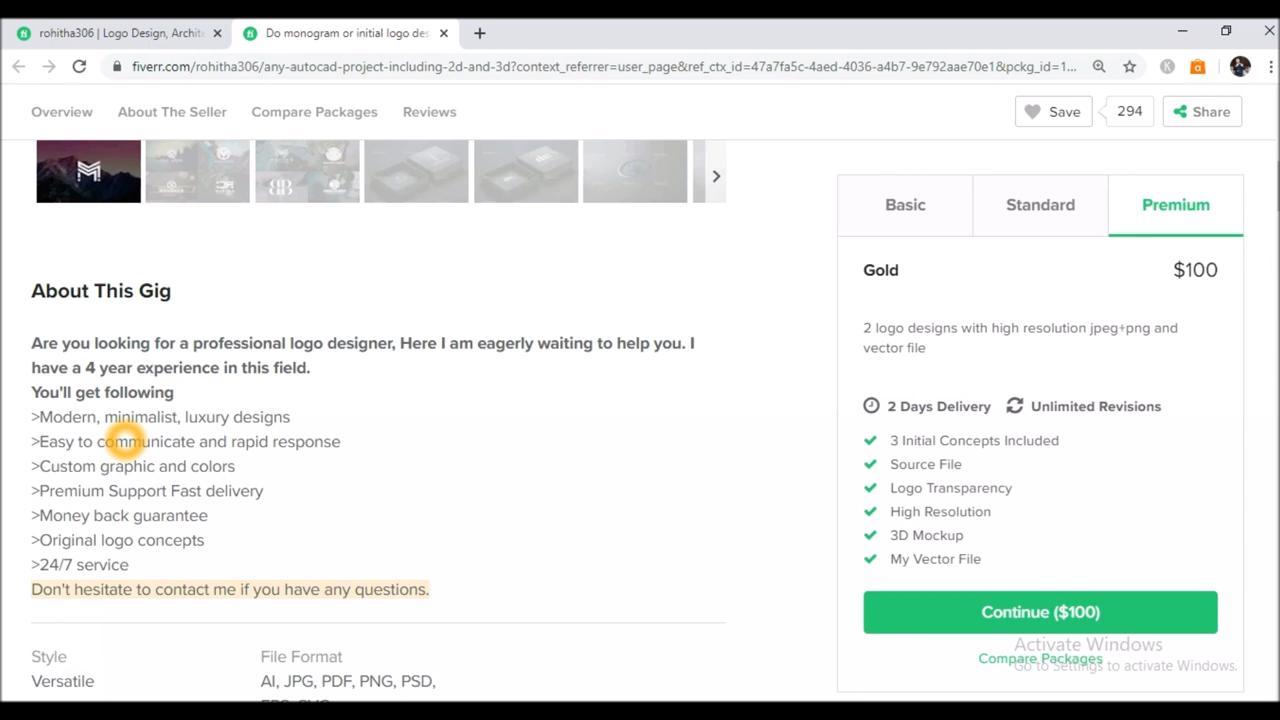 rohitha306 | Logo Design, Archite
Do monogram or initial logo des
fiverr.com/rohitha306/any-autocad-project-including-2d-and-3d?context_referrer=user_page&ref_ctx_id=47a7fa5c-4aed-4036-a4b7-9e792aae70e1&pckg_id=1...
Overview
About The Seller
Compare Packages
Reviews
Save
294
Share
Basic
Standard
Premium
Gold
$100
2 logo designs with high resolution jpeg+png and
vector file
2 Days Delivery
Unlimited Revisions
3 Initial Concepts Included
Source File
Logo Transparency
High Resolution
3D Mockup
My Vector File
Continue ($100)
Compare Packages
Activate Windows
Go to Settings to activate Windows.
About This Gig
Are you looking for a professional logo designer, Here I am eagerly waiting to help you. I
have a 4 year experience in this field.
You'll get following
>Modern, minimalist, luxury designs
>Easy to communicate and rapid response
>Custom graphic and colors
>Premium Support Fast delivery
>Money back guarantee
>Original logo concepts
>24/7 service
Don't hesitate to contact me if you have any questions.
Style
File Format
Versatile
AI, JPG, PDF, PNG, PSD,